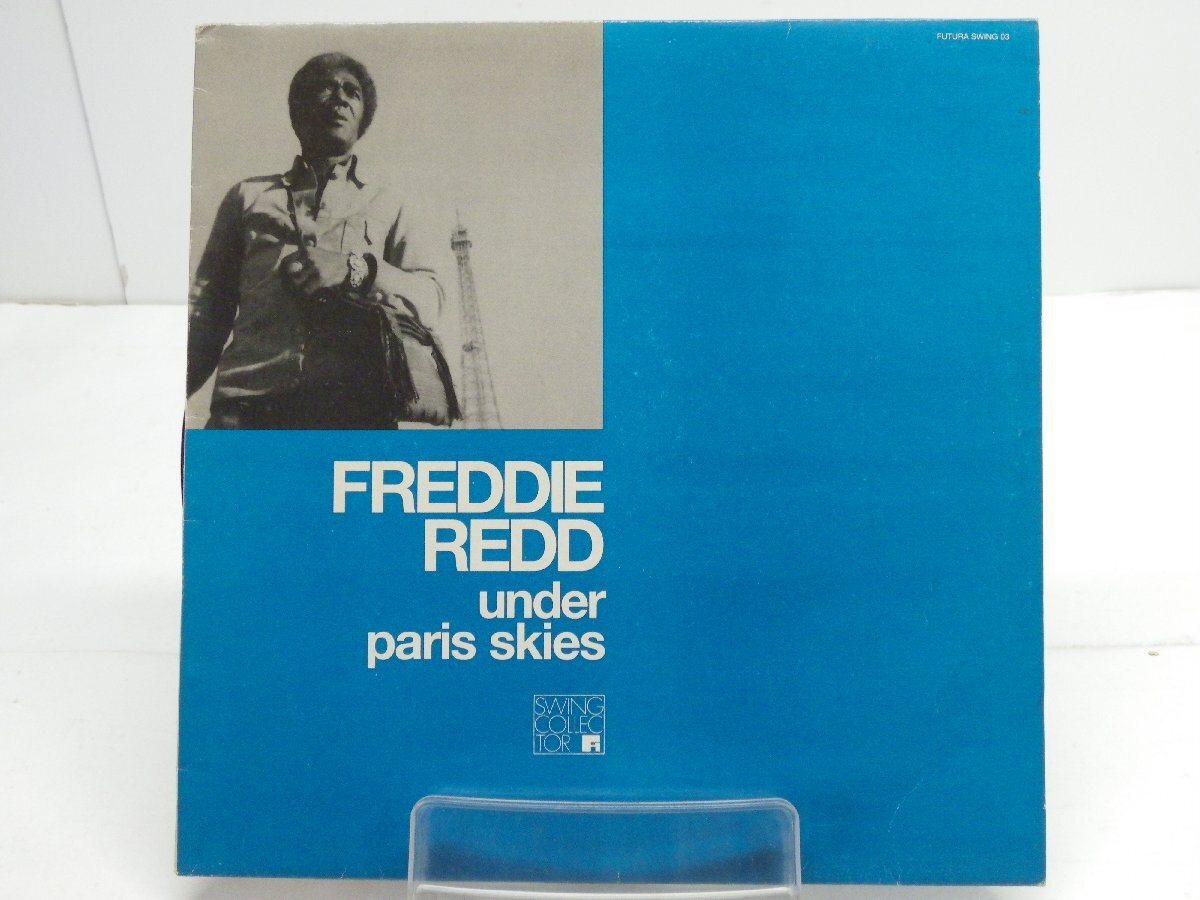 FUTURA SWING 03
FREDDIE
REDD
under
paris skies
SWING
COLLEC
TOR